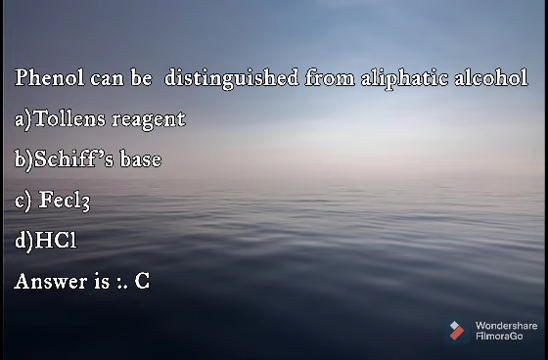 Phenol can be distinguished from aliphatic alcohol
a)Tollens reagent
b)Schiff's base
c) Fecl3
d)HCl
Answer is :. C
Wondershare
FilmoraGo